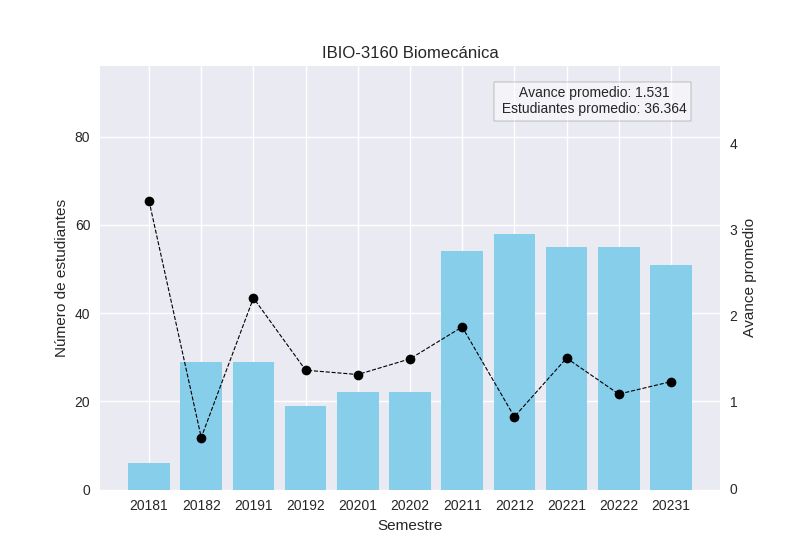 IBIO-3160 Biomecánica
Avance promedio: 1.531
Estudiantes promedio: 36.364
80
60
40
20
0
Número de estudiantes
4
3
2
1
0
Avance promedio
20181 20182 20191 20192 20201 20202 20211 20212 20221 20222 20231
Semestre